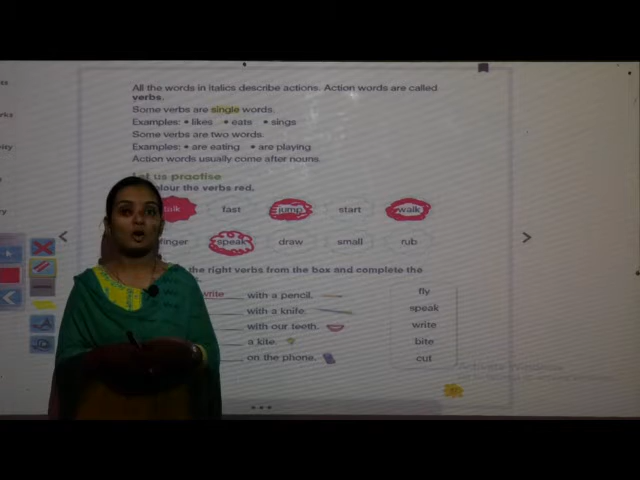 All the words in italics describe actions. Action words are called
verbs.
Some verbs are single words.
Examples: • likes • eats • sings
Some verbs are two words.
Examples: • are eating • are playing
Action words usually come after nouns.
Let us practise
colour the verbs red.
talk fast jump start walk
finger speak draw small rub
the right verbs from the box and complete the
write with a pencil.
with a knife.
with our teeth.
a kite.
on the phone.
fly
speak
write
bite
cut